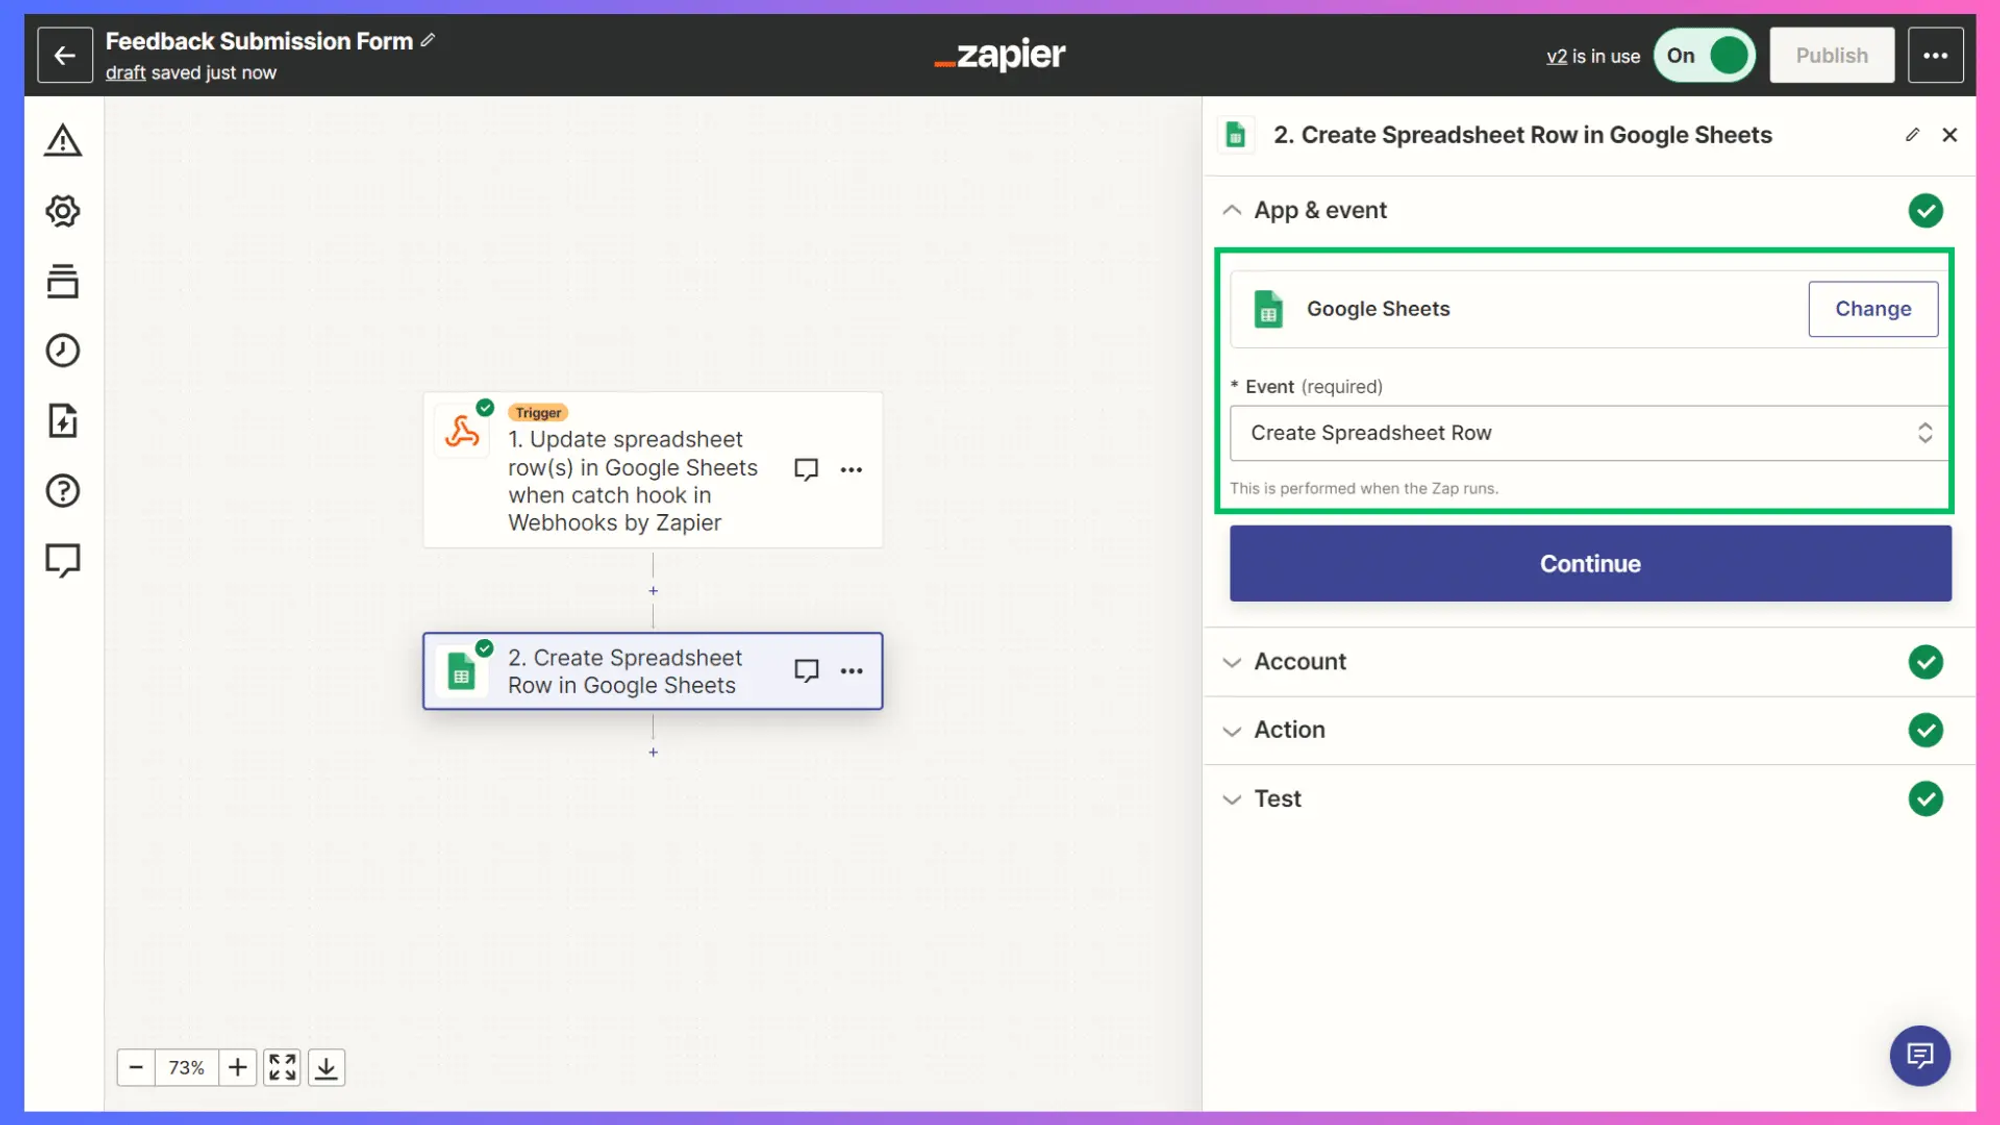 Feedback Submission Form
draft saved just now
zapier
v2 is in use
On
Publish
Trigger
1. Update spreadsheet
row(s) in Google Sheets
when catch hook in
Webhooks by Zapier
+
2. Create Spreadsheet
Row in Google Sheets
+
73%
2. Create Spreadsheet Row in Google Sheets
App & event
Google Sheets
Change
* Event (required)
Create Spreadsheet Row
This is performed when the Zap runs.
Continue
Account
Action
Test